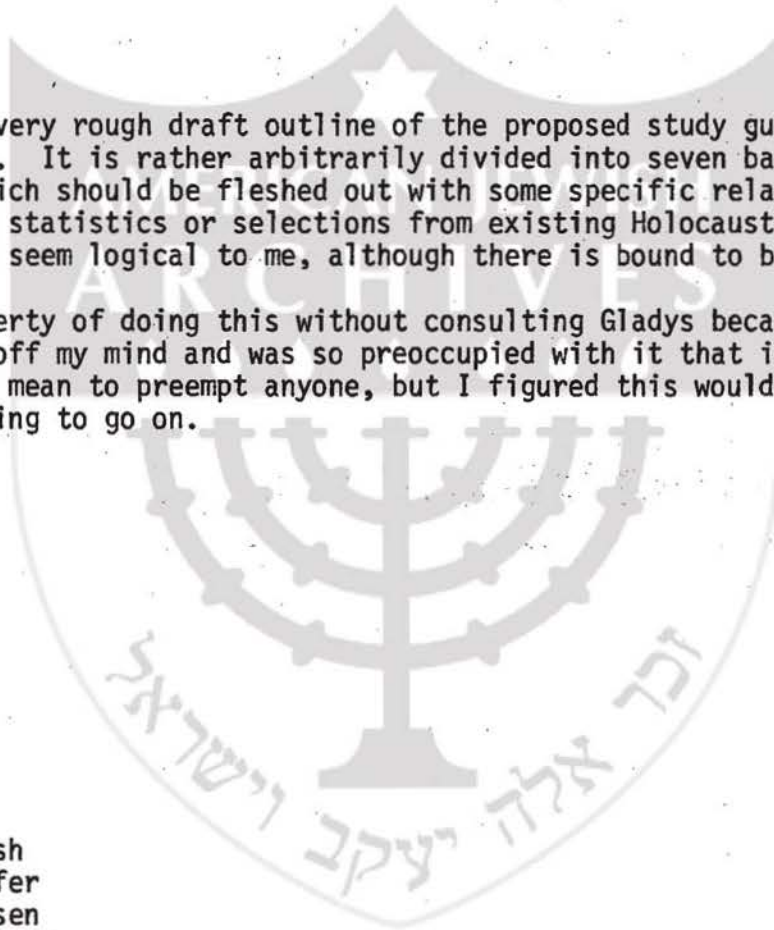 very rough draft outline of the proposed study gu
. It is rather arbitrarily divided into seven ba
ich should be fleshed out with some specific rela
statistics or selections from existing Holocaust
seem logical to me, although there is bound to b
erty of doing this without consulting Gladys beca
off my mind and was so preoccupied with it that i
mean to preempt anyone, but I figured this would
ing to go on.
AMERICAN JEWISH
ARCHIVES
זכר אלה יעקב וישראל
sh
fer
sen